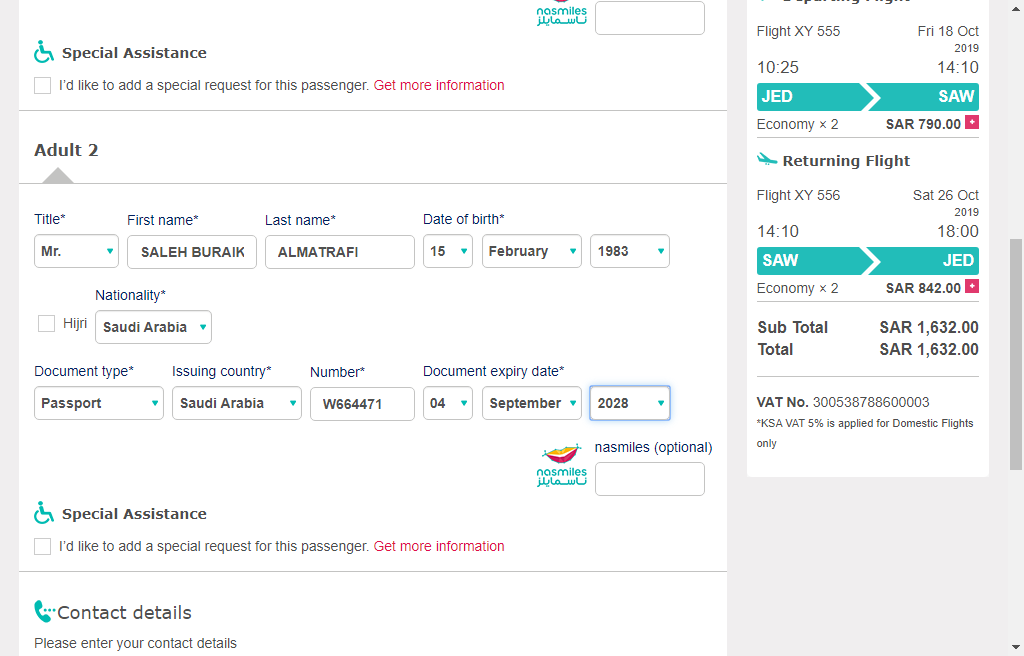 nasmiles
ناسمايلز
Special Assistance
I'd like to add a special request for this passenger. Get more information
Adult 2
Title* First name* Last name* Date of birth*
Mr. SALEH BURAIK ALMATRAFI 15 February 1983
Nationality*
Hijri Saudi Arabia
Document type* Issuing country* Number* Document expiry date*
Passport Saudi Arabia W664471 04 September 2028
nasmiles (optional)
nasmiles
ناسمايلز
Special Assistance
I'd like to add a special request for this passenger. Get more information
Contact details
Please enter your contact details
Departing Flight
Flight XY 555 Fri 18 Oct
2019
10:25 14:10
JED SAW
Economy × 2 SAR 790.00 +
Returning Flight
Flight XY 556 Sat 26 Oct
2019
14:10 18:00
SAW JED
Economy × 2 SAR 842.00 +
Sub Total SAR 1,632.00
Total SAR 1,632.00
VAT No. 300538788600003
*KSA VAT 5% is applied for Domestic Flights
only